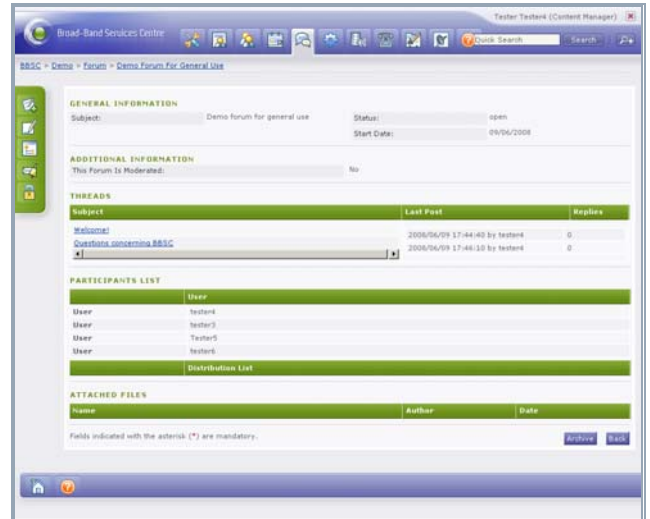 Tester Tester4 (Content Manager)
Broad-Band Services Centre
Quick Search
Search
BBSC > Demo > Forum > Demo Forum For General Use
GENERAL INFORMATION
Subject: Demo forum for general use Status: open
Start Date: 09/06/2008
ADDITIONAL INFORMATION
This Forum Is Moderated: No
THREADS
Subject Last Post Replies
Welcome! 2008/06/09 17:44:40 by tester4 0
Questions concerning BBSC 2008/06/09 17:46:10 by tester4 0
PARTICIPANTS LIST
User
User tester4
User tester3
User Tester5
User tester6
Distribution List
ATTACHED FILES
Name Author Date
Fields indicated with the asterisk (*) are mandatory.
Archive Back